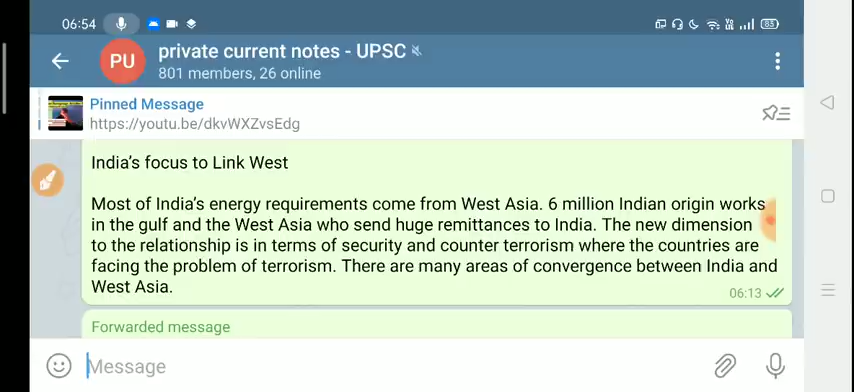 06:54
83
PU
private current notes - UPSC
801 members, 26 online
Pinned Message
https://youtu.be/dkvWXZvsEdg
India's focus to Link West
Most of India's energy requirements come from West Asia. 6 million Indian origin works
in the gulf and the West Asia who send huge remittances to India. The new dimension
to the relationship is in terms of security and counter terrorism where the countries are
facing the problem of terrorism. There are many areas of convergence between India and
West Asia.
06:13
Forwarded message
Message